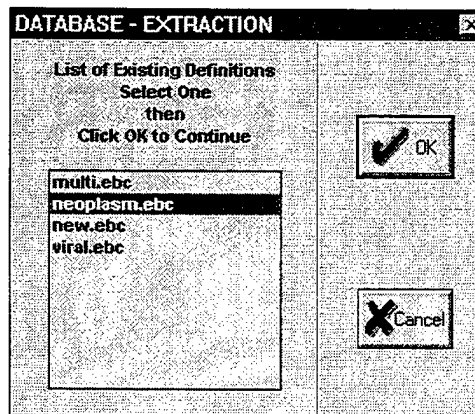 DATABASE - EXTRACTION
List of Existing Definitions
Select One
then
Click OK to Continue
multi.ebc
neoplasm.ebc
new.ebc
viral.ebc
OK
Cancel